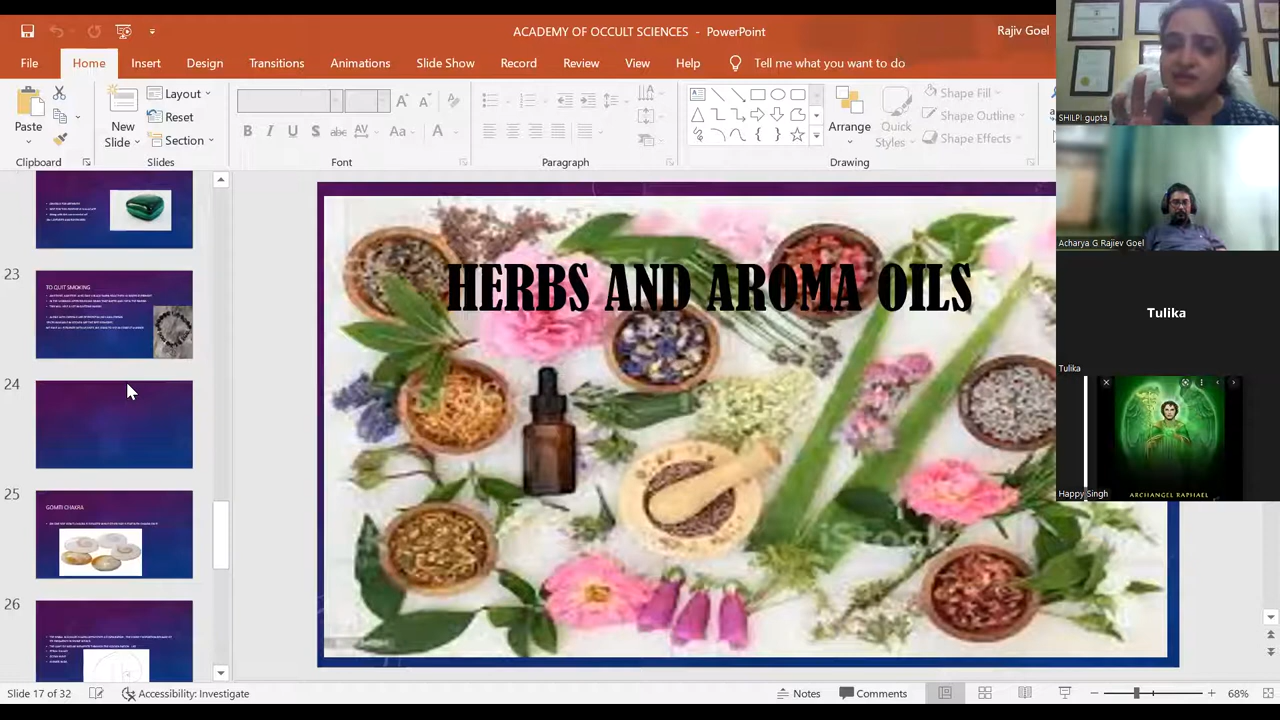 ACADEMY OF OCCULT SCIENCES - PowerPoint
Rajiv Goel
File Home Insert Design Transitions Animations Slide Show Record Review View Help Tell me what you want to do
Paste
New Slide
Layout
Reset
Section
Arrange
Quick Styles
Shape Fill
Shape Outline
Shape Effects
Clipboard Slides Font Paragraph Drawing
23
TO QUIT SMOKING
24
25
GOMTI CHAKRA
26
HERBS AND AROMA OILS
SHILPI gupta
Acharya G Rajiev Goel
Tulika
Tulika
ARCHANGEL RAPHAEL
Happy Singh
Slide 17 of 32 Accessibility: Investigate Notes Comments 68%